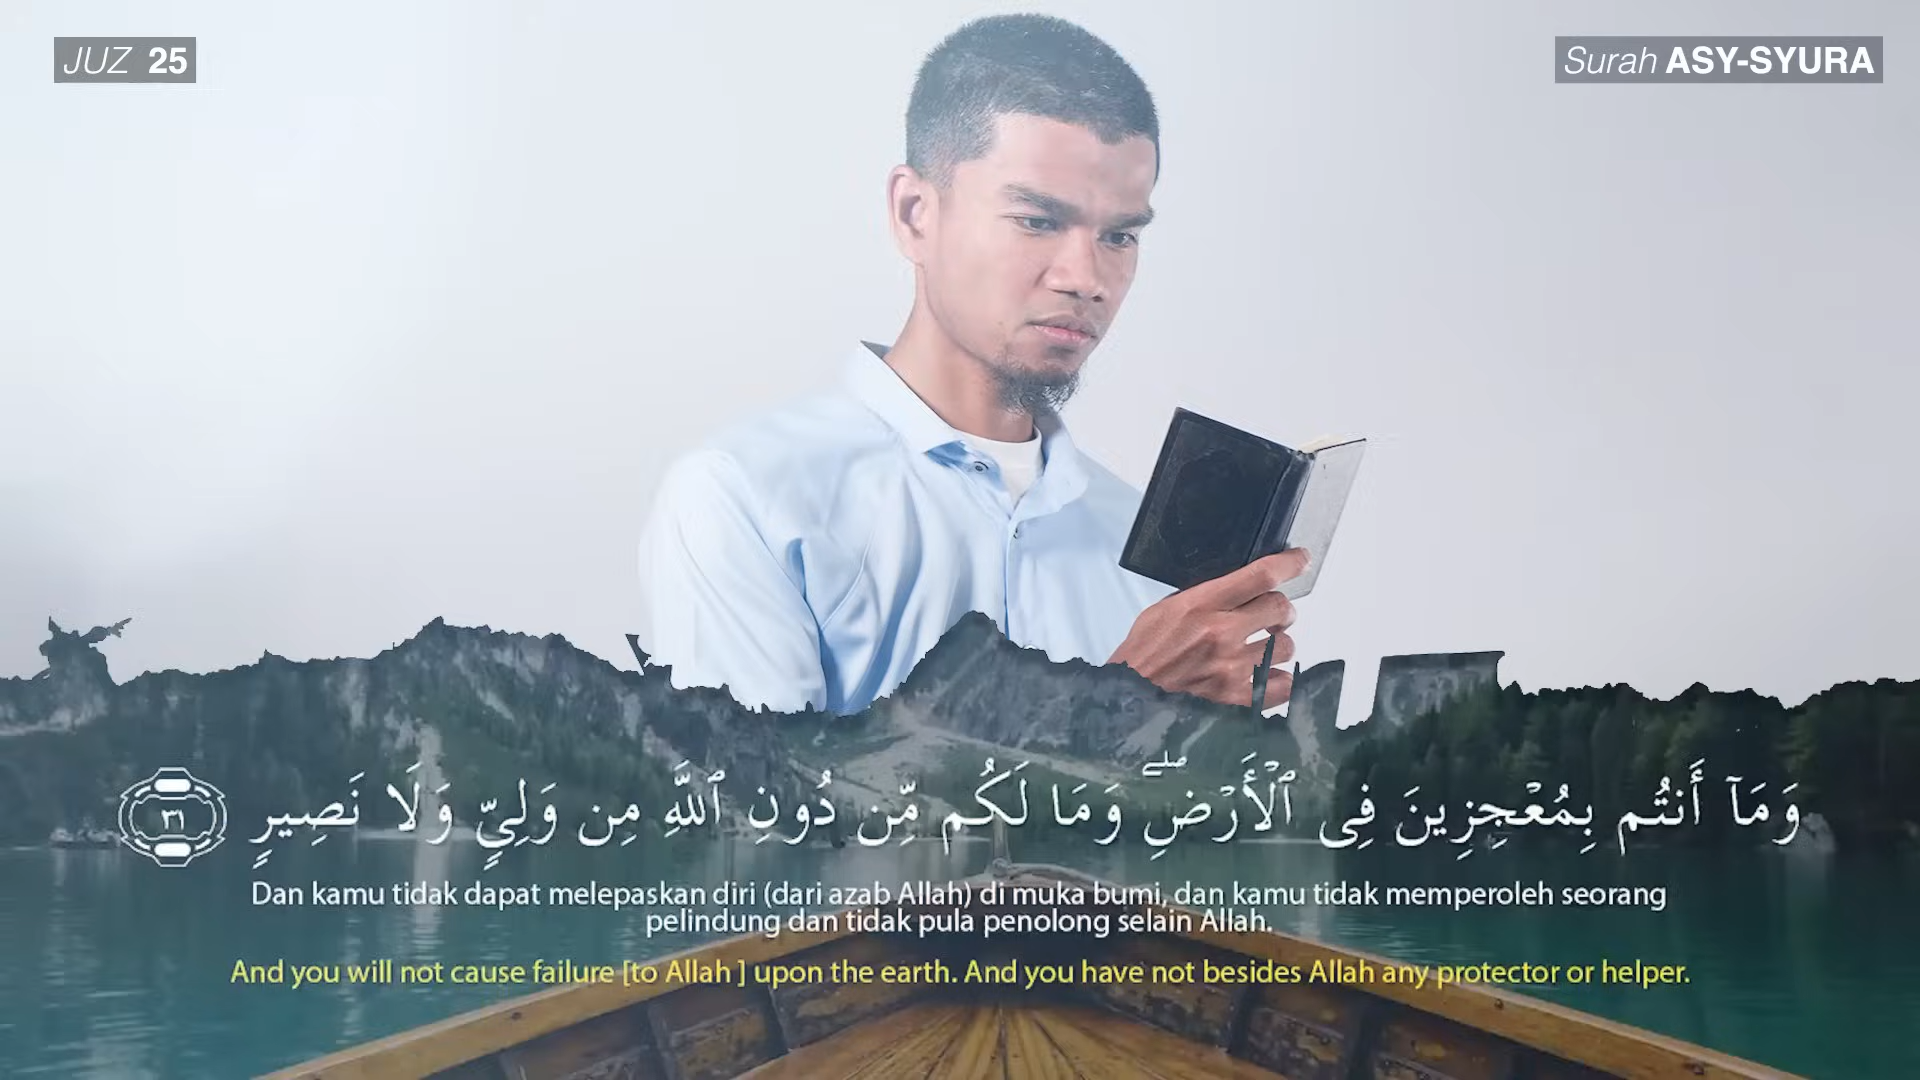 JUZ 25
Surah ASY-SYURA
وَمَآ أَنتُم بِمُعْجِزِينَ فِى ٱلْأَرْضِ ۖ وَمَا لَكُم مِّن دُونِ ٱللَّهِ مِن وَلِىٍّ وَلَا نَصِيرٍ ٣١
Dan kamu tidak dapat melepaskan diri (dari azab Allah) di muka bumi, dan kamu tidak memperoleh seorang
pelindung dan tidak pula penolong selain Allah.
And you will not cause failure [to Allah ] upon the earth. And you have not besides Allah any protector or helper.